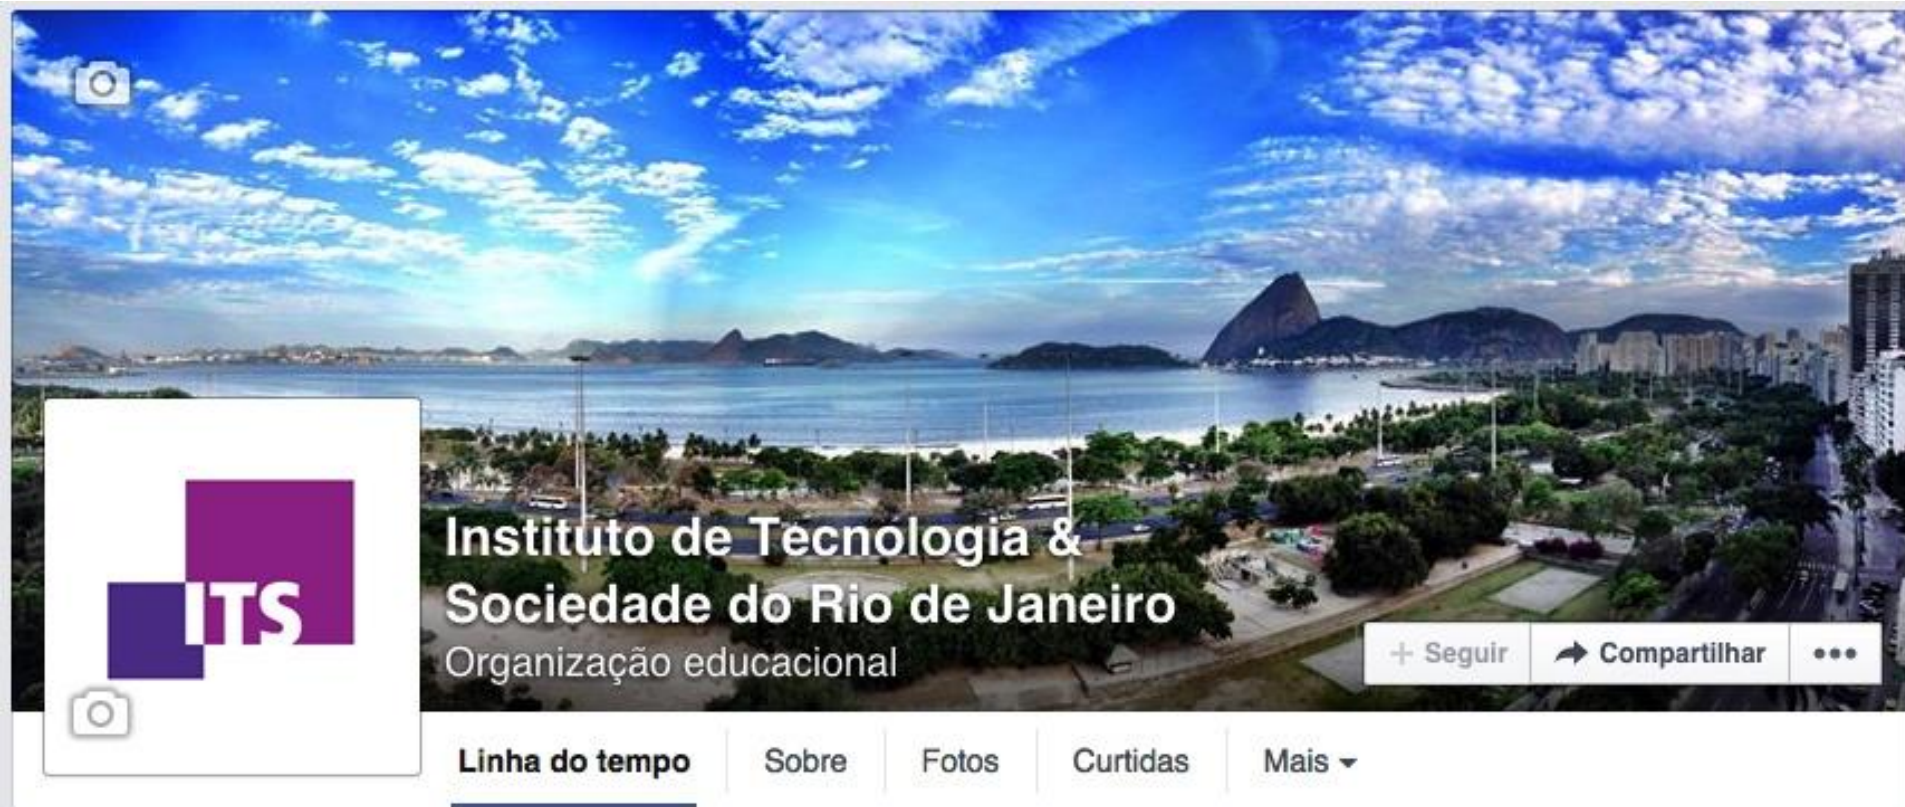 ITS
Instituto de Tecnologia &
Sociedade do Rio de Janeiro
Organização educacional
+ Seguir
Compartilhar
•••
Linha do tempo
Sobre
Fotos
Curtidas
Mais